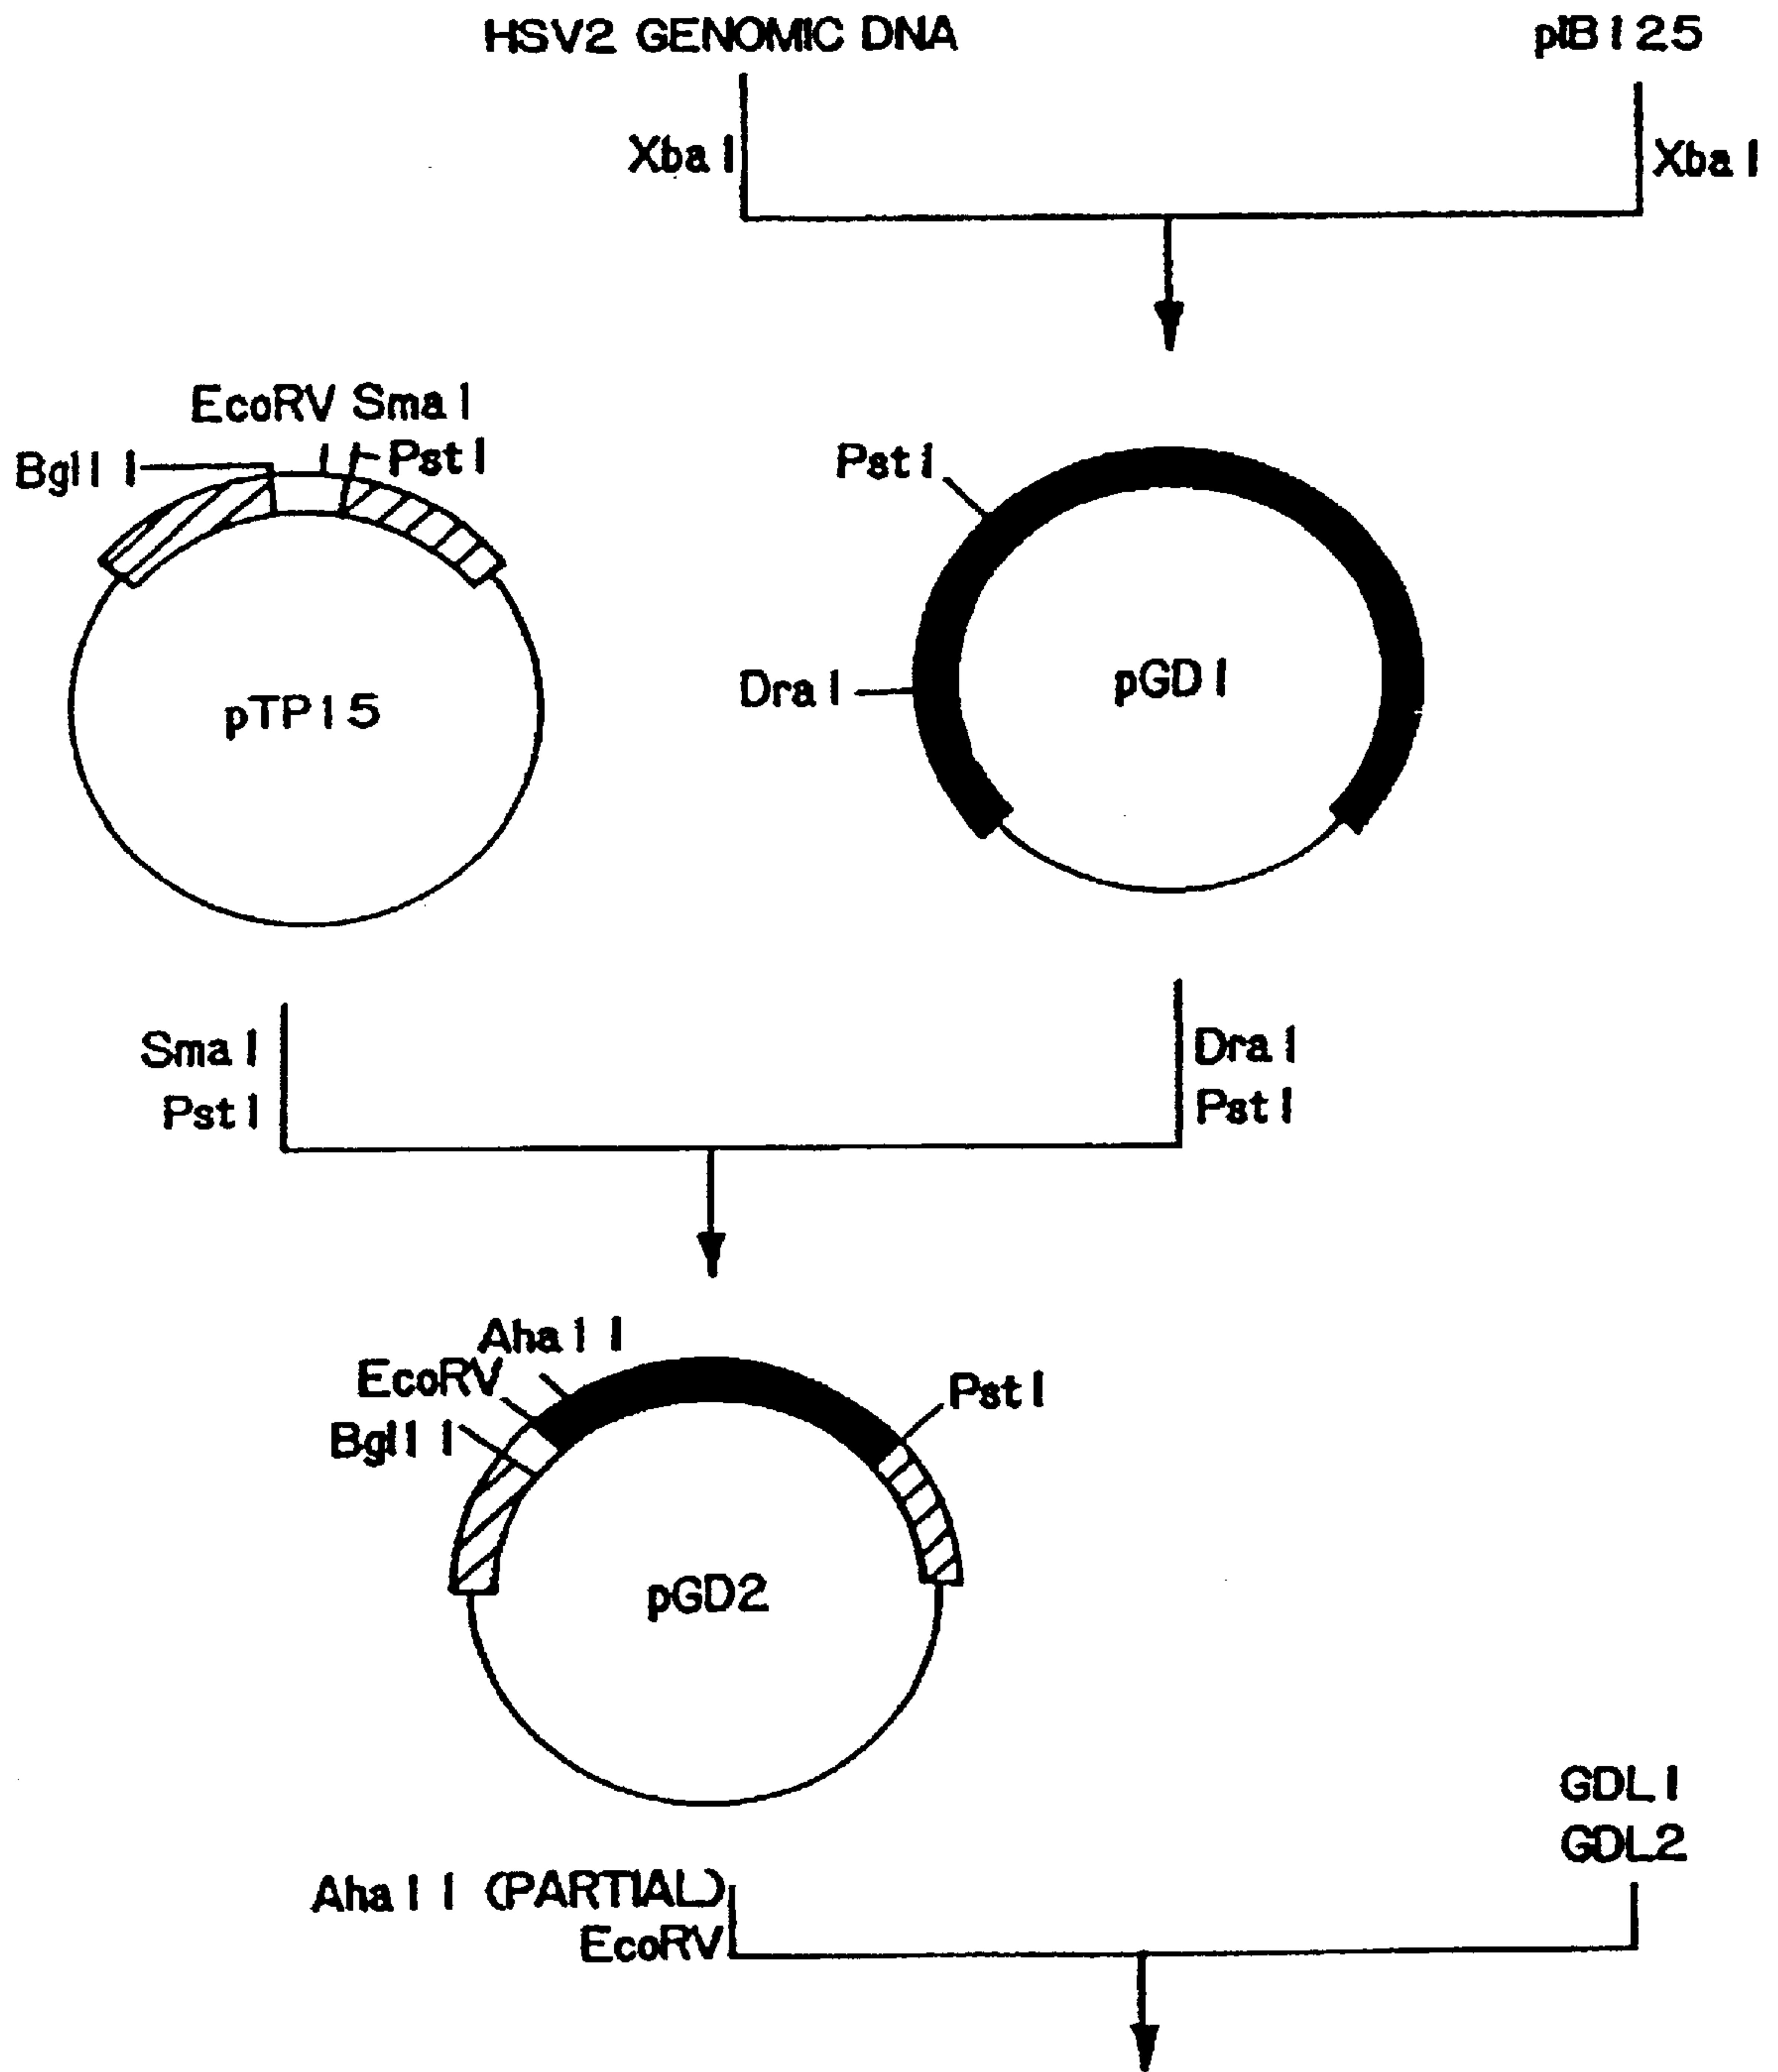 HSV2 GENOMIC DNA
pIB125
XbaI
XbaI
EcoRV SmaI
BglII
PstI
PstI
DraI
pGD1
pTP15
SmaI
PstI
DraI
PstI
AhaII
EcoRV
BglII
PstI
pGD2
GDL1
GDL2
AhaII (PARTIAL)
EcoRV